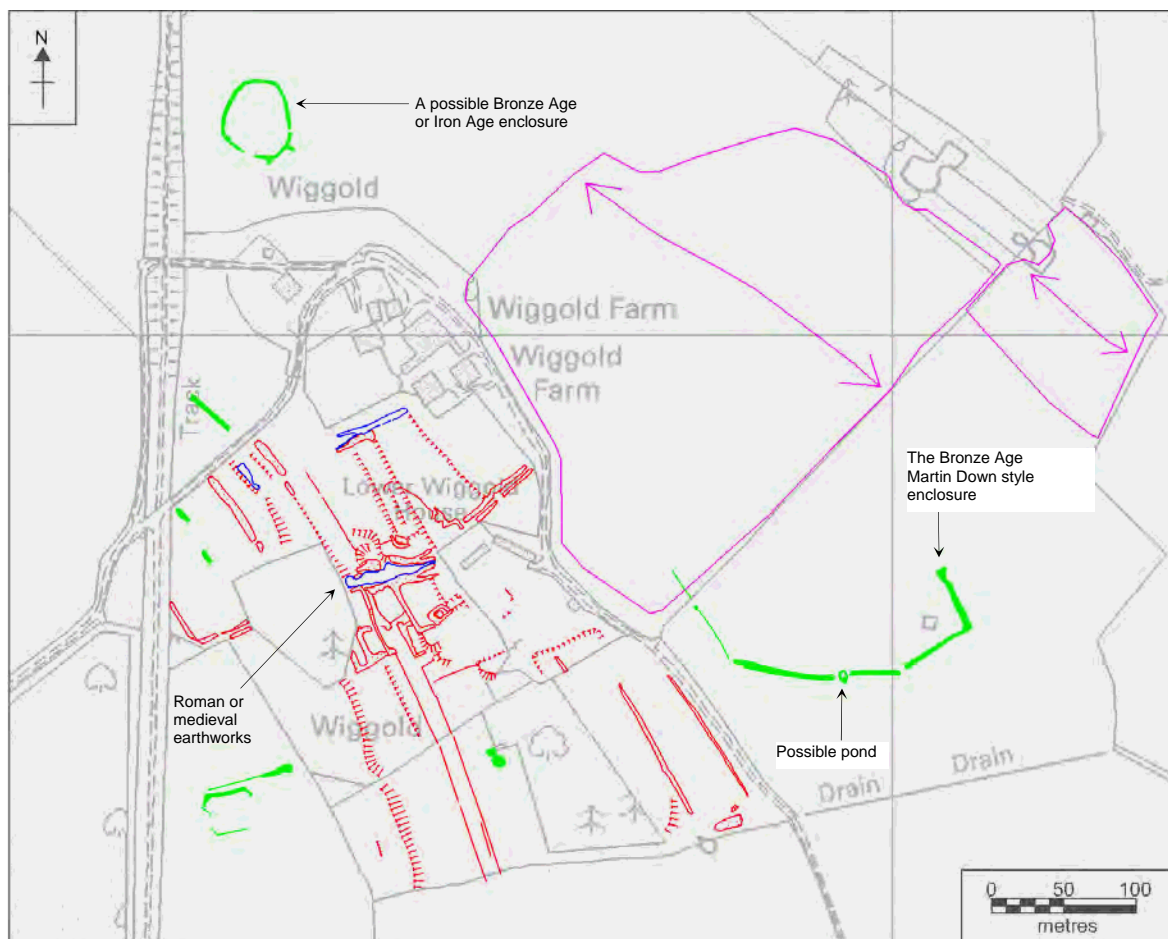 N
A possible Bronze Age
or Iron Age enclosure
Wiggold
Wiggold Farm
Wiggold
Farm
Track
Lower Wiggold
House
The Bronze Age
Martin Down style
enclosure
Roman or
medieval
earthworks
Wiggold
Possible pond
Drain
Drain
0 50 100
metres